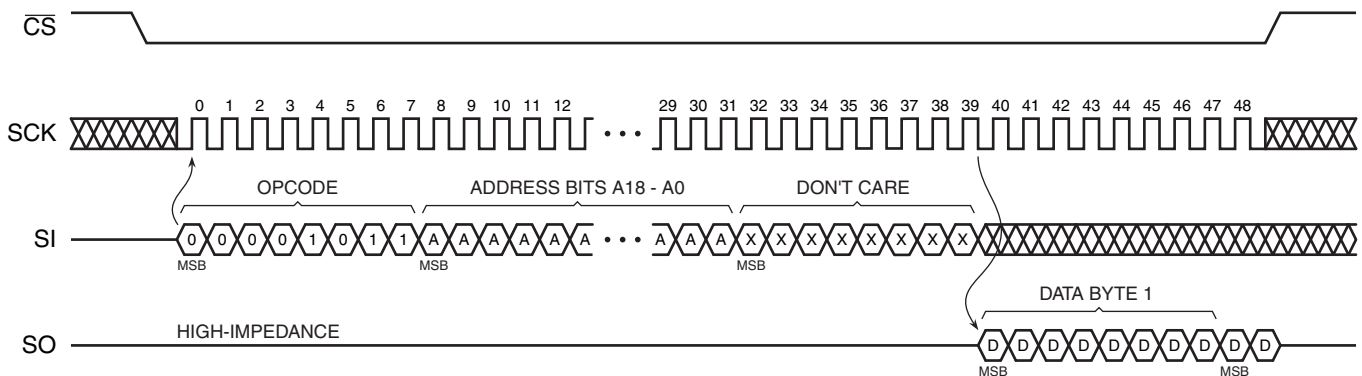 CS
0 1 2 3 4 5 6 7 8 9 10 11 12 29 30 31 32 33 34 35 36 37 38 39 40 41 42 43 44 45 46 47 48
SCK • • •
OPCODE ADDRESS BITS A18 - A0 DON'T CARE
SI 0 0 0 0 1 0 1 1 A A A A A A • • • A A A X X X X X X X X
MSB MSB MSB
DATA BYTE 1
HIGH-IMPEDANCE
SO D D D D D D D D D D
MSB MSB